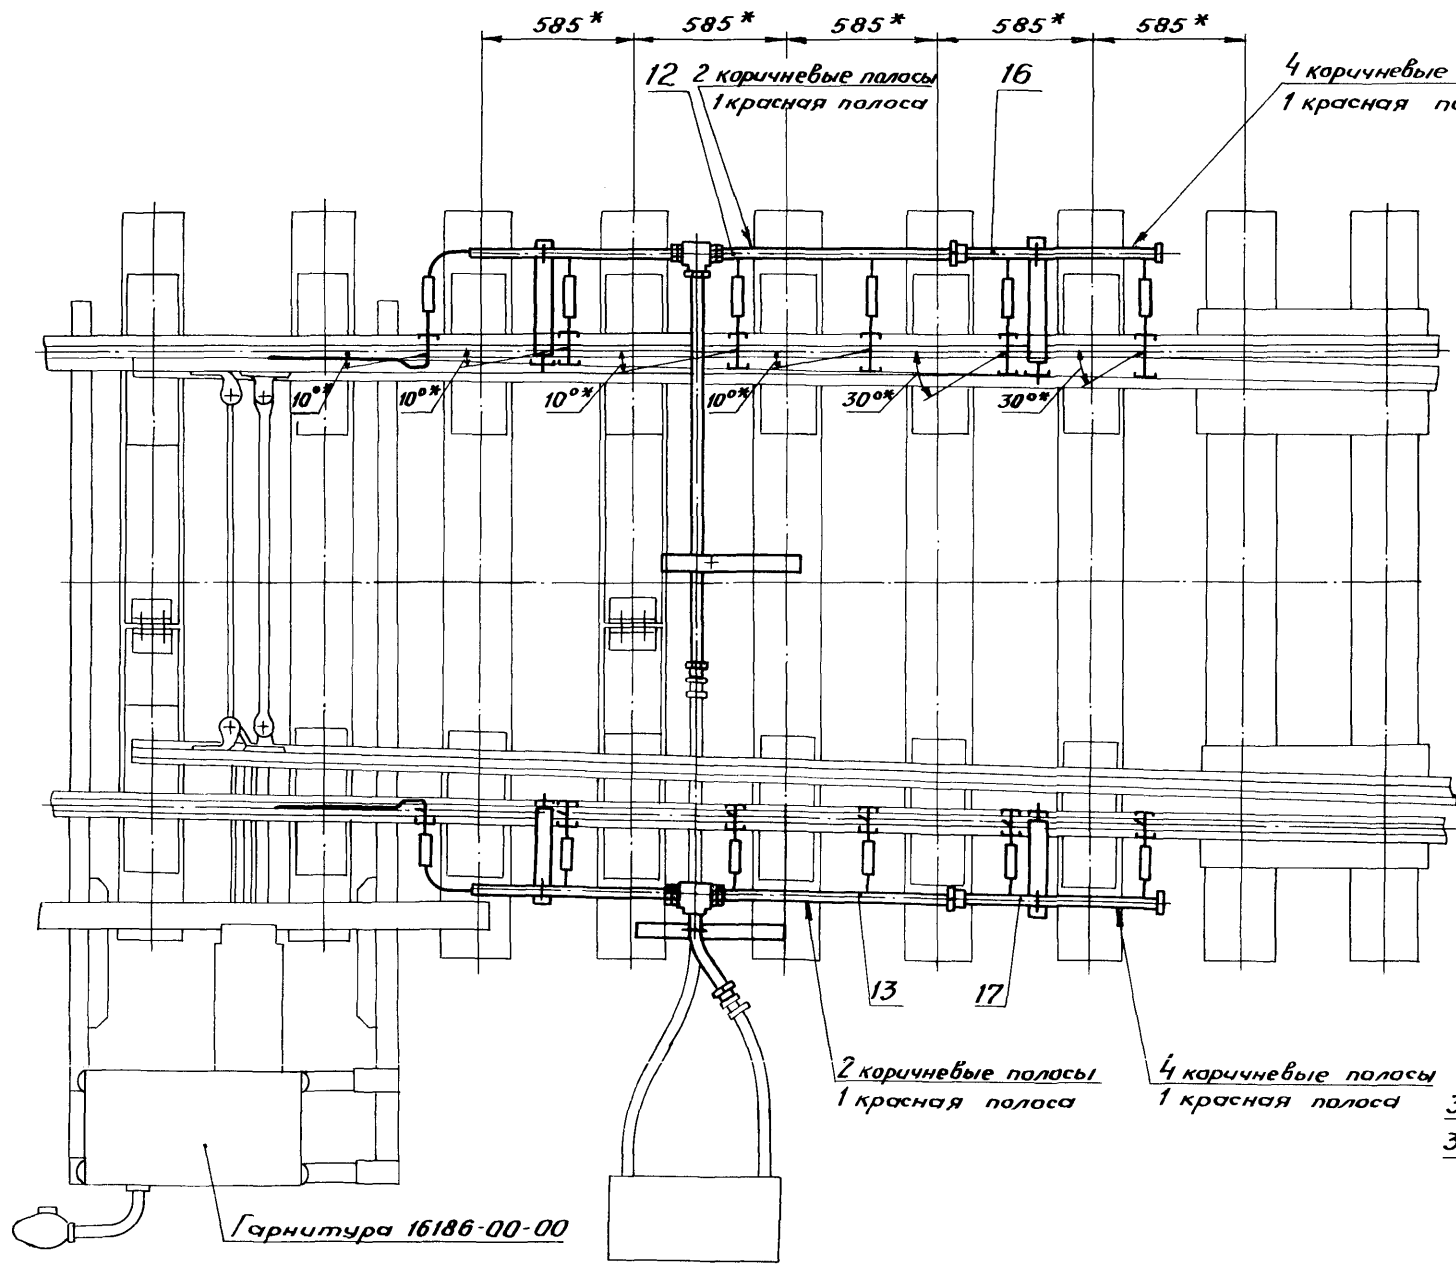 585*
585*
585*
585*
585*
12
2 коричневые полосы
1 красная полоса
16
4 коричневые
1 красная
10°*
10°*
10°*
10°*
30°*
30°*
13
17
2 коричневые полосы
1 красная полоса
4 коричневые полосы
1 красная полоса
3
3
Гарнитура 16186-00-00